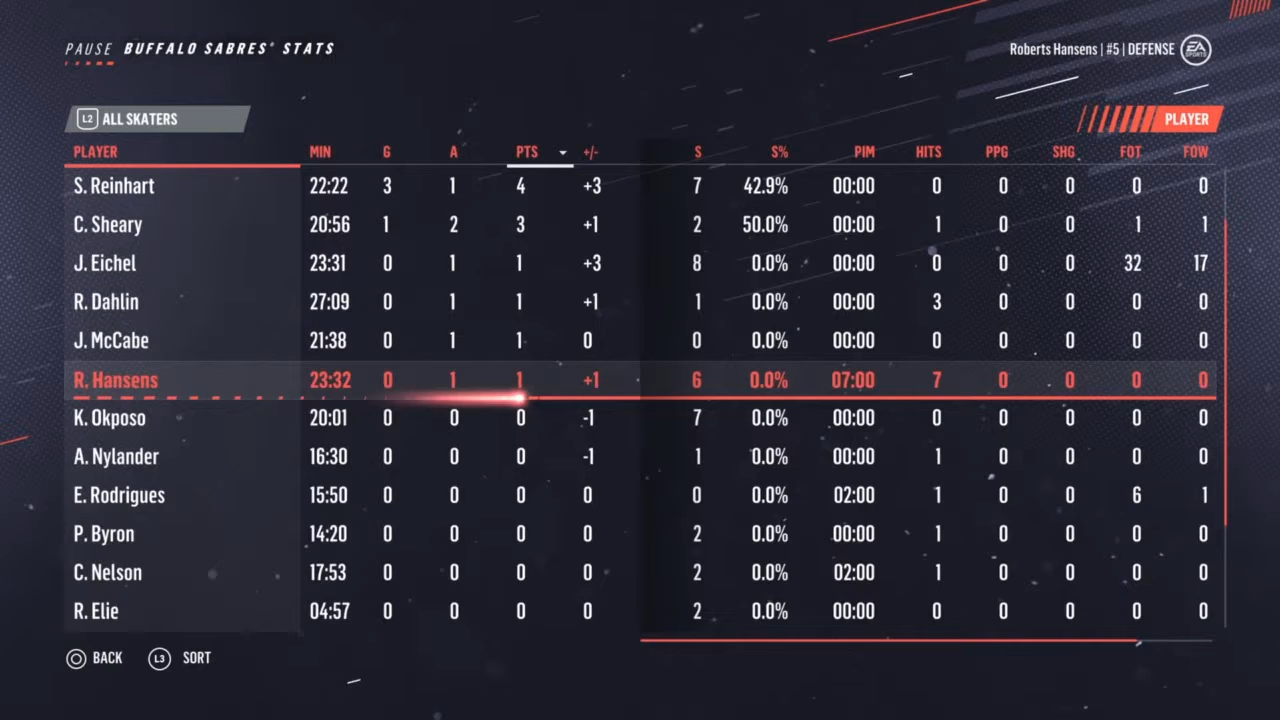 PAUSE BUFFALO SABRES' STATS
Roberts Hansens | #5 | DEFENSE EA SPORTS
L2 ALL SKATERS
PLAYER
PLAYER MIN G A PTS +/- S S% PIM HITS PPG SHG FOT FOW
S. Reinhart 22:22 3 1 4 +3 7 42.9% 00:00 0 0 0 0 0
C. Sheary 20:56 1 2 3 +1 2 50.0% 00:00 1 0 0 1 1
J. Eichel 23:31 0 1 1 +3 8 0.0% 00:00 0 0 0 32 17
R. Dahlin 27:09 0 1 1 +1 1 0.0% 00:00 3 0 0 0 0
J. McCabe 21:38 0 1 1 0 0 0.0% 00:00 0 0 0 0 0
R. Hansens 23:32 0 1 1 +1 6 0.0% 07:00 7 0 0 0 0
K. Okposo 20:01 0 0 0 -1 7 0.0% 00:00 0 0 0 0 0
A. Nylander 16:30 0 0 0 -1 1 0.0% 00:00 1 0 0 0 0
E. Rodrigues 15:50 0 0 0 0 0 0.0% 02:00 1 0 0 6 1
P. Byron 14:20 0 0 0 0 2 0.0% 00:00 1 0 0 0 0
C. Nelson 17:53 0 0 0 0 2 0.0% 02:00 1 0 0 0 0
R. Elie 04:57 0 0 0 0 2 0.0% 00:00 0 0 0 0 0
BACK L3 SORT